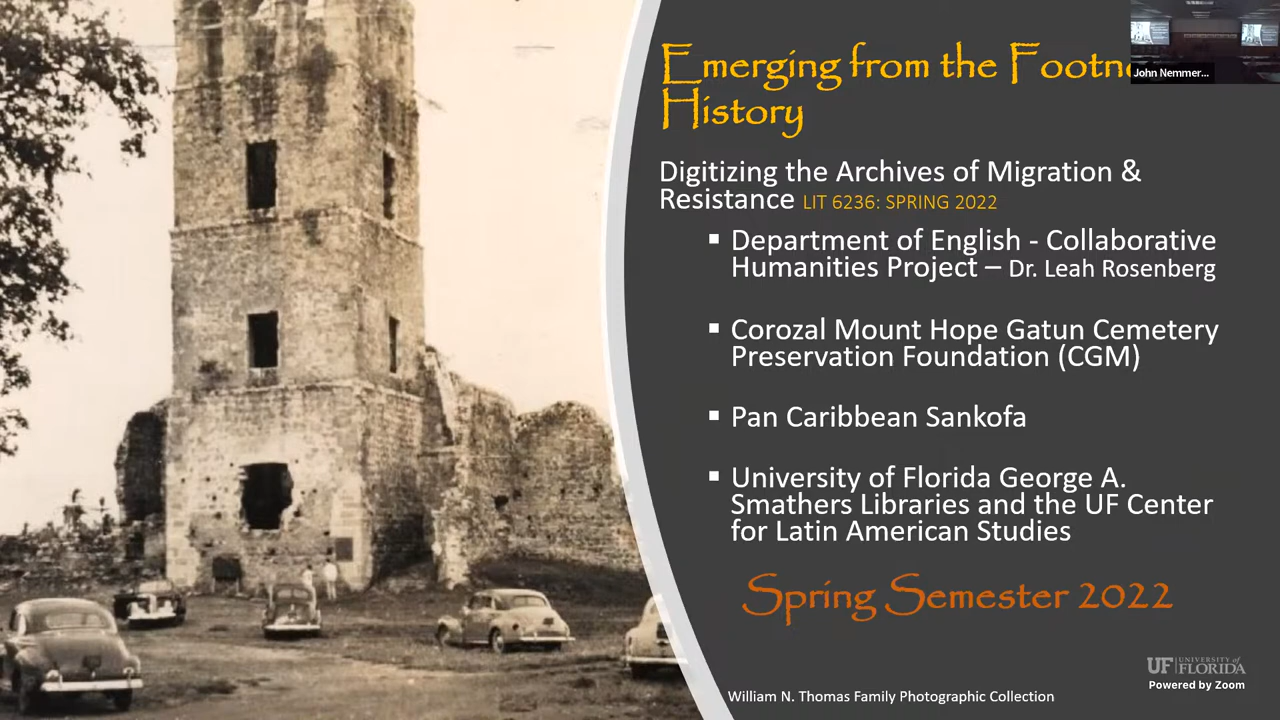 Emerging from the
History
John Nemmer...
Digitizing the Archives of Migration &
Resistance LIT 6236: SPRING 2022
▪ Department of English - Collaborative
Humanities Project – Dr. Leah Rosenberg
▪ Corozal Mount Hope Gatun Cemetery
Preservation Foundation (CGM)
▪ Pan Caribbean Sankofa
▪ University of Florida George A.
Smathers Libraries and the UF Center
for Latin American Studies
Spring Semester 2022
UF UNIVERSITY of
FLORIDA
Powered by Zoom
William N. Thomas Family Photographic Collection